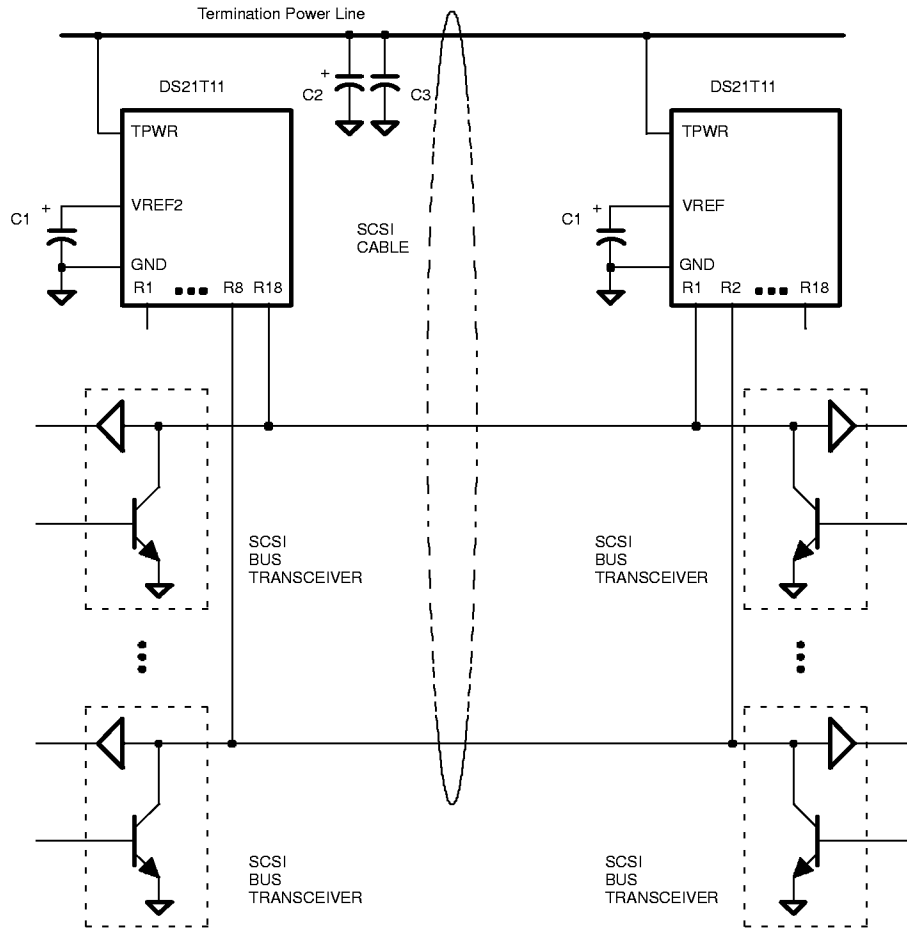 Termination Power Line
DS21T11
+
C2
C3
DS21T11
TPWR
TPWR
+
C1
VREF2
SCSI
CABLE
+
C1
VREF
GND
GND
R1
R8
R18
R1
R2
R18
SCSI
BUS
TRANSCEIVER
SCSI
BUS
TRANSCEIVER
SCSI
BUS
TRANSCEIVER
SCSI
BUS
TRANSCEIVER